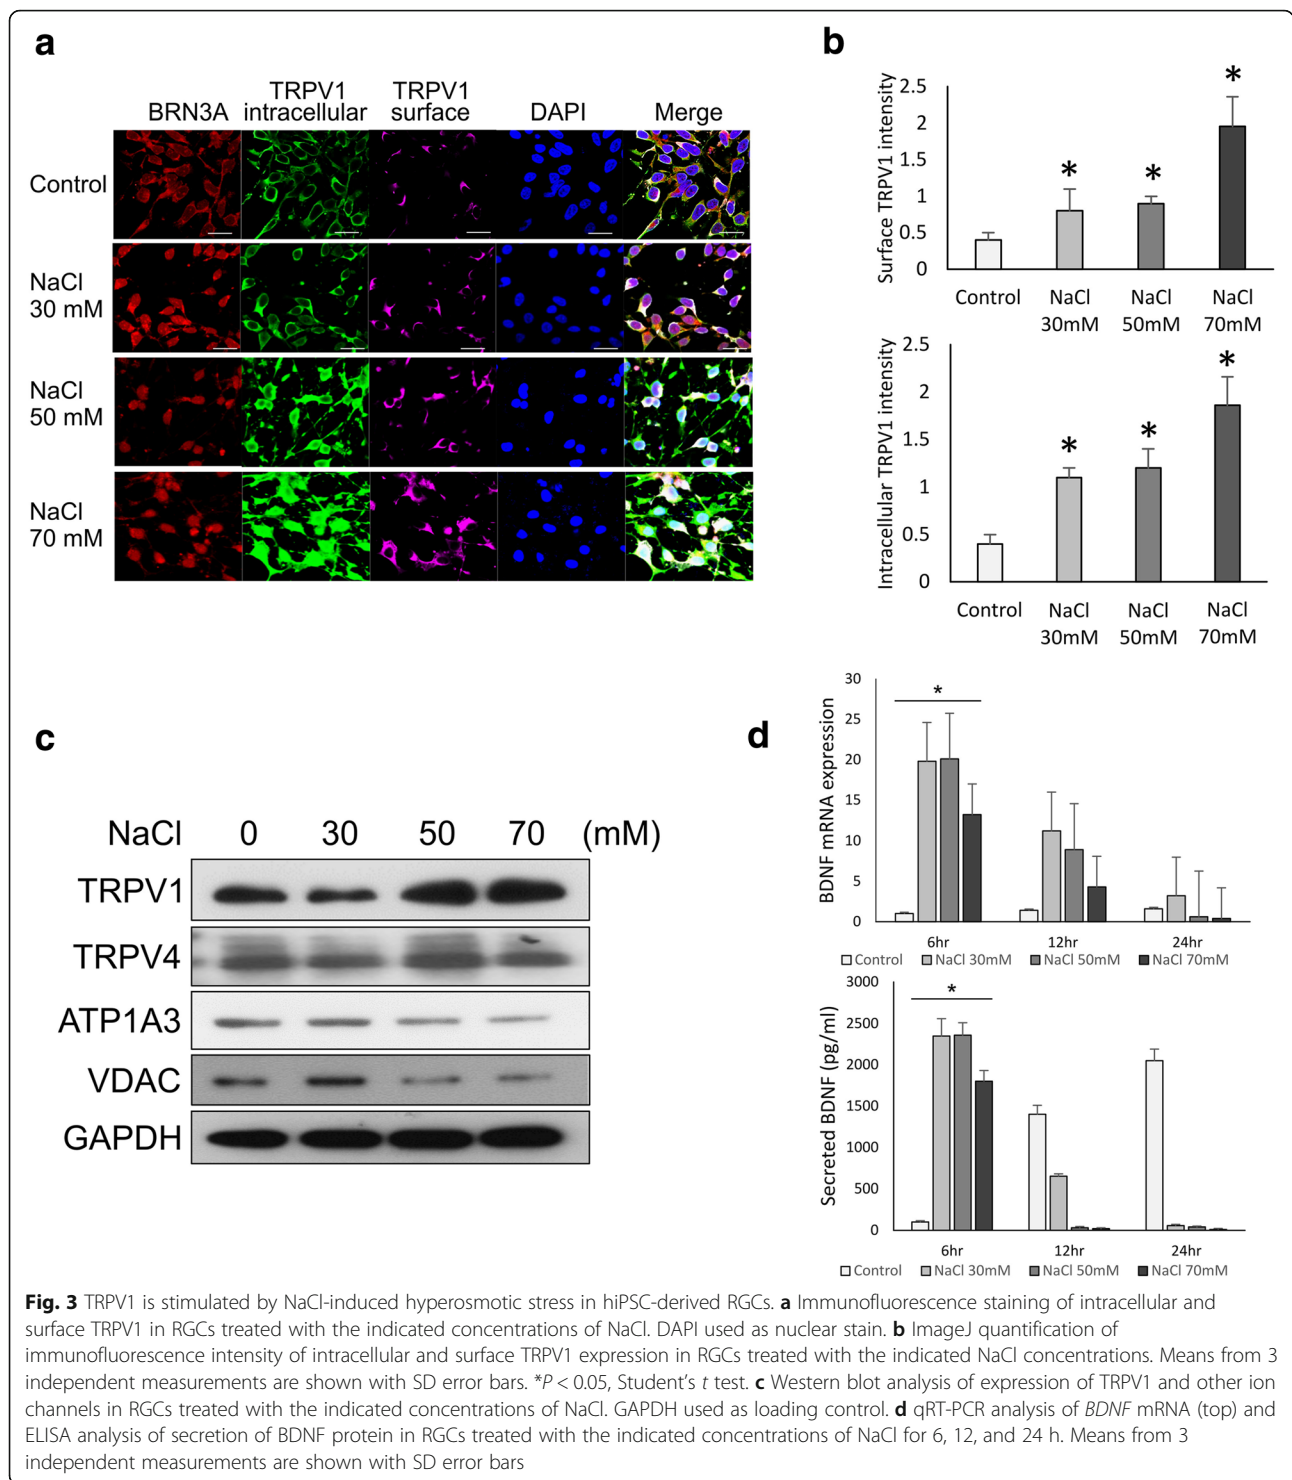 a
BRN3A
TRPV1
intracellular
TRPV1
surface
DAPI
Merge
Control
NaCl
30 mM
NaCl
50 mM
NaCl
70 mM
b
Surface TRPV1 intensity
2.5
2
1.5
1
0.5
0
*
*
*
Control
NaCl
30mM
NaCl
50mM
NaCl
70mM
Intracellular TRPV1 intensity
2.5
2
1.5
1
0.5
0
*
*
*
Control
NaCl
30mM
NaCl
50mM
NaCl
70mM
c
NaCl 0 30 50 70 (mM)
TRPV1
TRPV4
ATP1A3
VDAC
GAPDH
d
BDNF mRNA expression
30
25
20
15
10
5
0
*
6hr 12hr 24hr
Control NaCl 30mM NaCl 50mM NaCl 70mM
Secreted BDNF (pg/ml)
3000
2500
2000
1500
1000
500
0
*
6hr 12hr 24hr
Control NaCl 30mM NaCl 50mM NaCl 70mM
Fig. 3 TRPV1 is stimulated by NaCl-induced hyperosmotic stress in hiPSC-derived RGCs. a Immunofluorescence staining of intracellular and
surface TRPV1 in RGCs treated with the indicated concentrations of NaCl. DAPI used as nuclear stain. b ImageJ quantification of
immunofluorescence intensity of intracellular and surface TRPV1 expression in RGCs treated with the indicated NaCl concentrations. Means from 3
independent measurements are shown with SD error bars. *P < 0.05, Student's t test. c Western blot analysis of expression of TRPV1 and other ion
channels in RGCs treated with the indicated concentrations of NaCl. GAPDH used as loading control. d qRT-PCR analysis of BDNF mRNA (top) and
ELISA analysis of secretion of BDNF protein in RGCs treated with the indicated concentrations of NaCl for 6, 12, and 24 h. Means from 3
independent measurements are shown with SD error bars